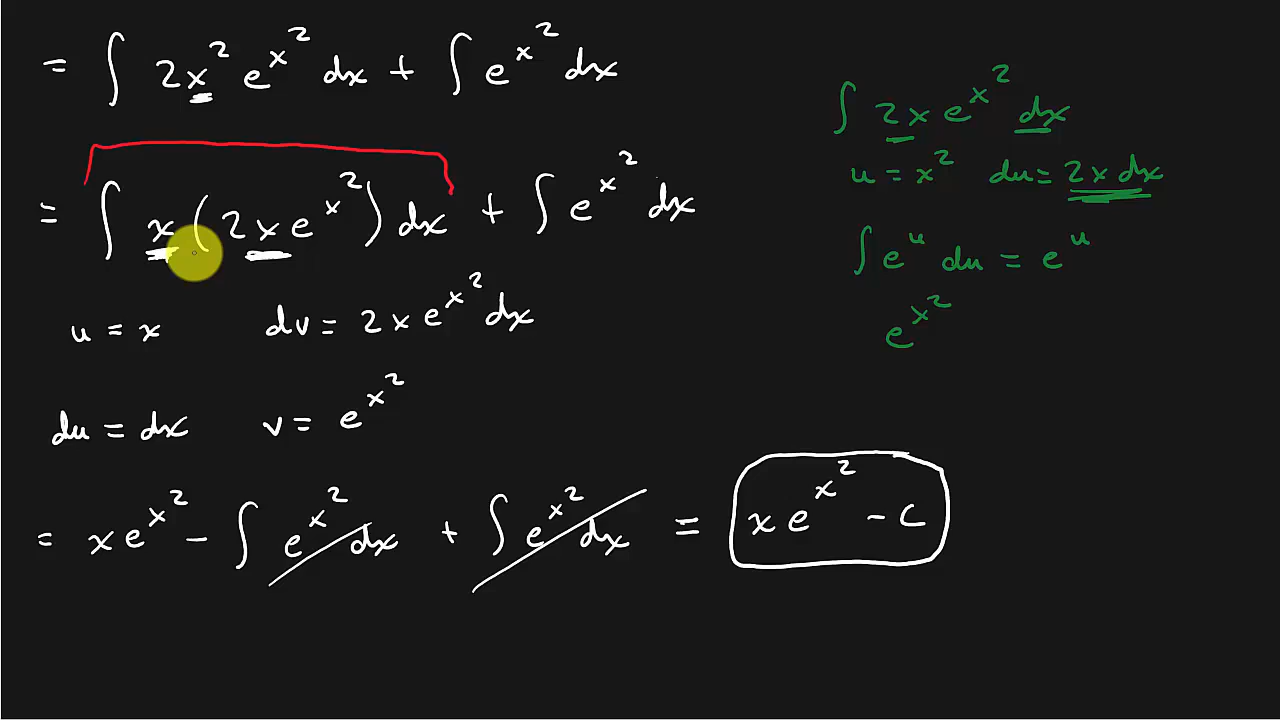 = ∫ 2x² e^{x²} dx + ∫ e^{x²} dx
= ∫ x (2x e^{x²}) dx + ∫ e^{x²} dx
u = x dv = 2x e^{x²} dx
du = dx v = e^{x²}
= x e^{x²} - ∫ e^{x²} dx + ∫ e^{x²} dx = x e^{x²} - c
∫ 2x e^{x²} dx
u = x² du = 2x dx
∫ e^u du = e^u
e^{x²}